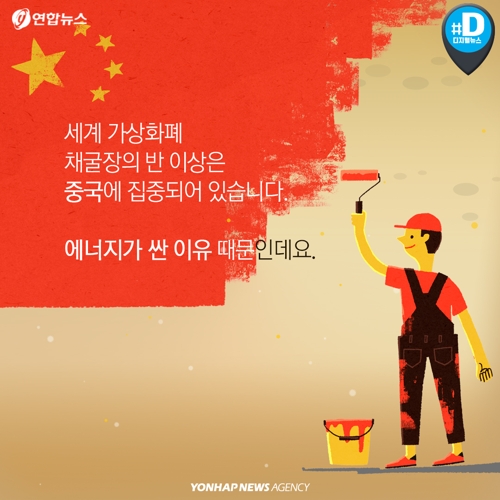 연합뉴스
#D
디지털뉴스
세계 가상화폐
채굴장의 반 이상은
중국에 집중되어 있습니다.
에너지가 싼 이유 때문인데요.
YONHAP NEWS AGENCY